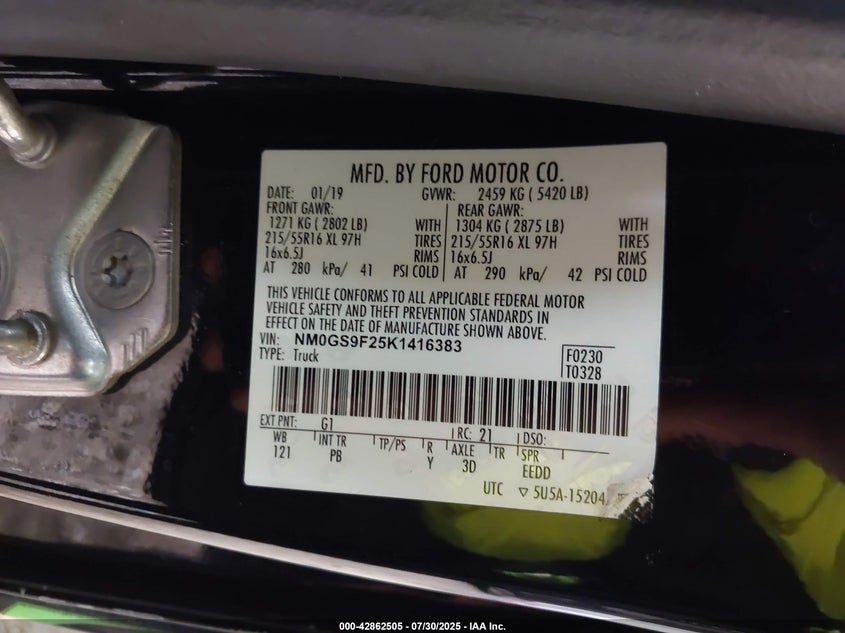 MFD. BY FORD MOTOR CO.
DATE: 01/19 GVWR: 2459 KG ( 5420 LB)
FRONT GAWR: REAR GAWR:
1271 KG ( 2802 LB) WITH 1304 KG ( 2875 LB) WITH
215/55R16 XL 97H TIRES 215/55R16 XL 97H TIRES
16x6.5J RIMS 16x6.5J RIMS
AT 280 kPa/ 41 PSI COLD AT 290 kPa/ 42 PSI COLD
THIS VEHICLE CONFORMS TO ALL APPLICABLE FEDERAL MOTOR
VEHICLE SAFETY AND THEFT PREVENTION STANDARDS IN
EFFECT ON THE DATE OF MANUFACTURE SHOWN ABOVE.
VIN: NM0GS9F25K1416383
TYPE: Truck
F0230
T0328
EXT PNT: G1 RC: 21 DSO:
WB INT TR TP/PS R AXLE TR SPR
121 PB Y 3D EEDD
UTC ▽ 5U5A-15204
000-42862505 - 07/30/2025 - IAA Inc.